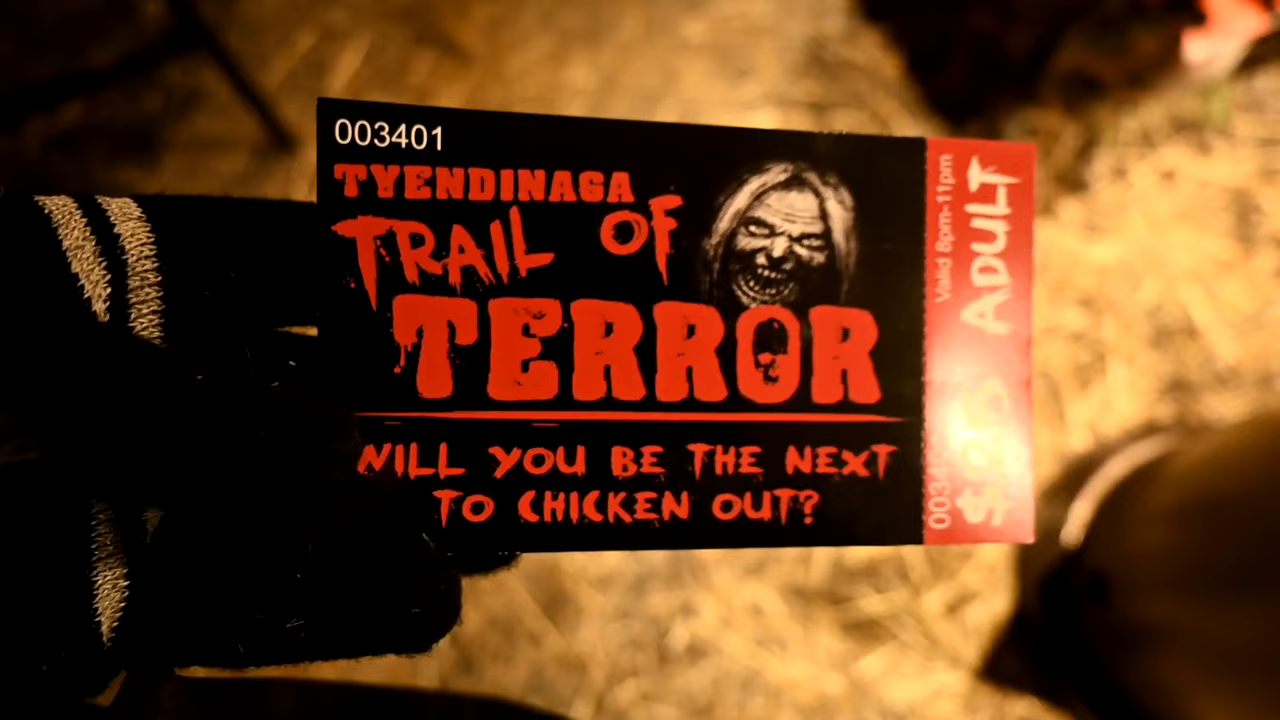 003401
TYENDINAGA
TRAIL OF
TERROR
WILL YOU BE THE NEXT
TO CHICKEN OUT?
Valid 8pm-11pm
ADULT